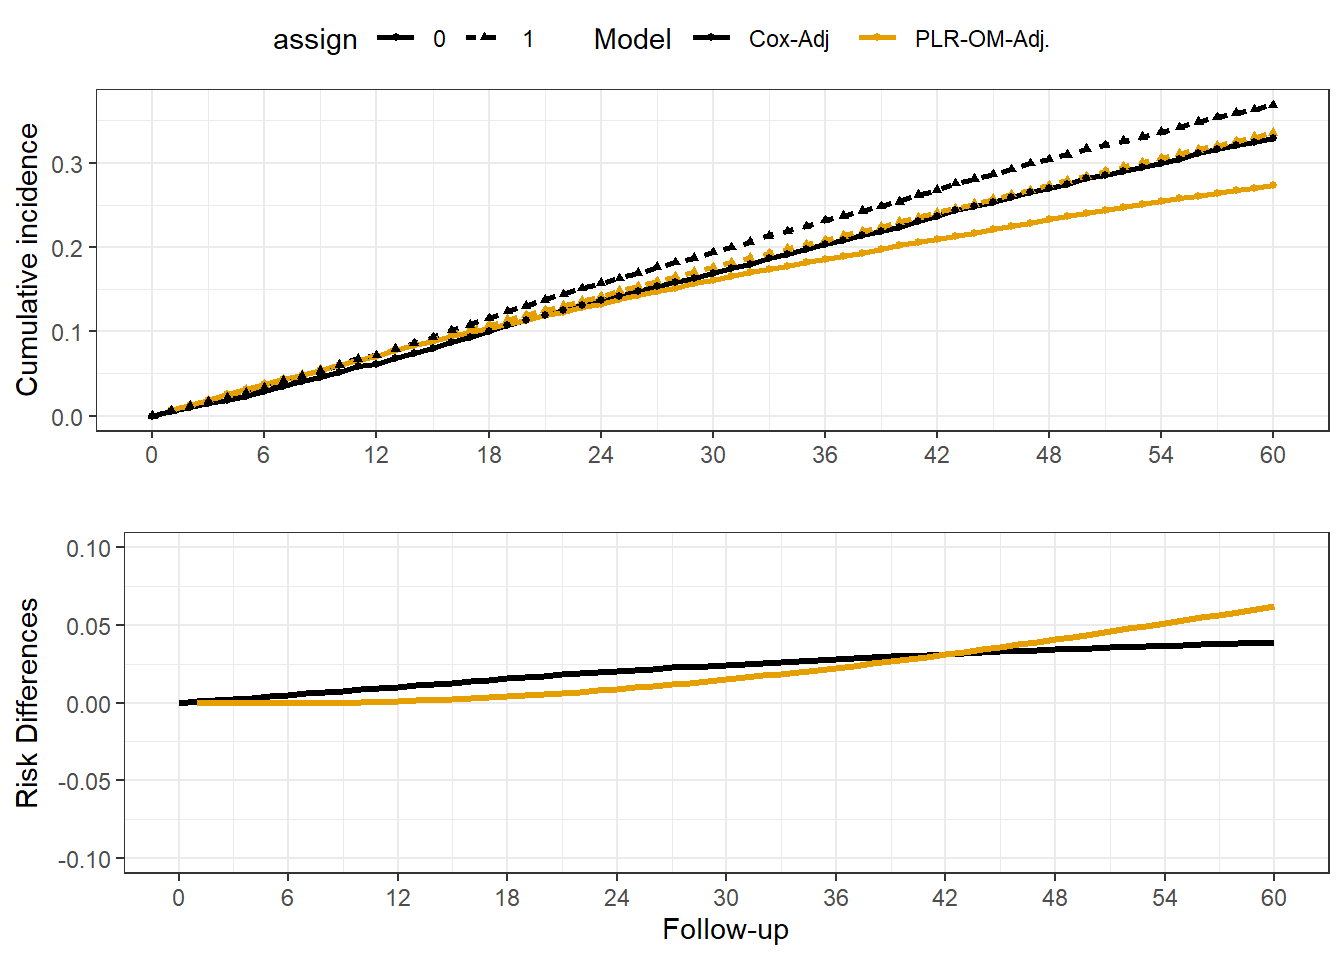 assign 0 1 Model Cox-Adj PLR-OM-Adj.
Cumulative incidence
0.3
0.2
0.1
0.0
0 6 12 18 24 30 36 42 48 54 60
Risk Differences
0.10
0.05
0.00
-0.05
-0.10
0 6 12 18 24 30 36 42 48 54 60
Follow-up